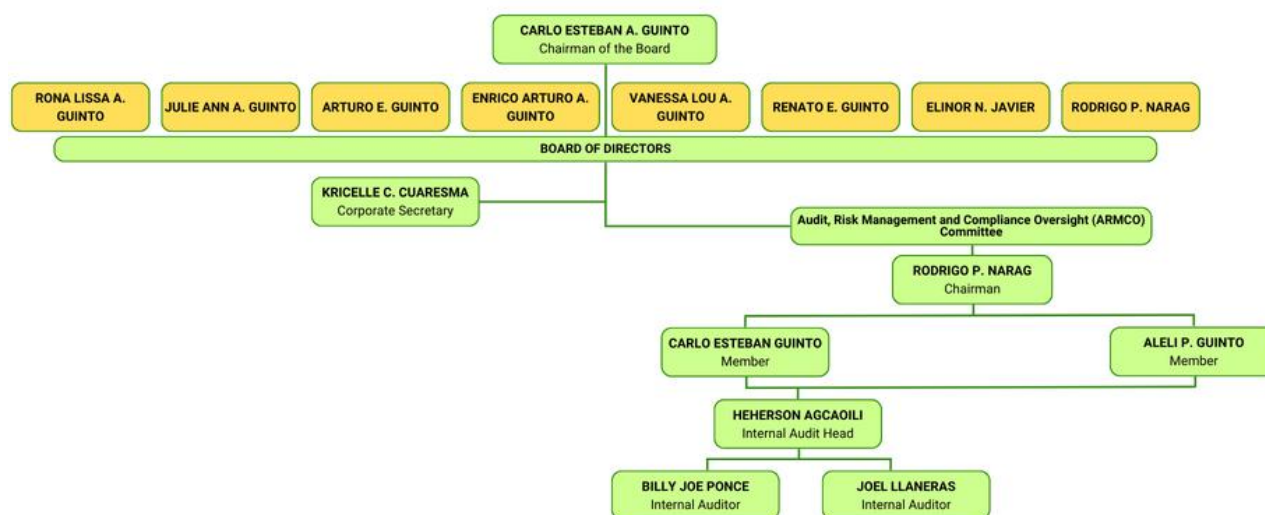 CARLO ESTEBAN A. GUINTO
Chairman of the Board
RONA LISSA A.
GUINTO
JULIE ANN A. GUINTO
ARTURO E. GUINTO
ENRICO ARTURO A.
GUINTO
VANESSA LOU A.
GUINTO
RENATO E. GUINTO
ELINOR N. JAVIER
RODRIGO P. NARAG
BOARD OF DIRECTORS
KRICELLE C. CUARESMA
Corporate Secretary
Audit, Risk Management and Compliance Oversight (ARMCO)
Committee
RODRIGO P. NARAG
Chairman
CARLO ESTEBAN GUINTO
Member
ALELI P. GUINTO
Member
HEHERSON AGCAOILI
Internal Audit Head
BILLY JOE PONCE
Internal Auditor
JOEL LLANERAS
Internal Auditor